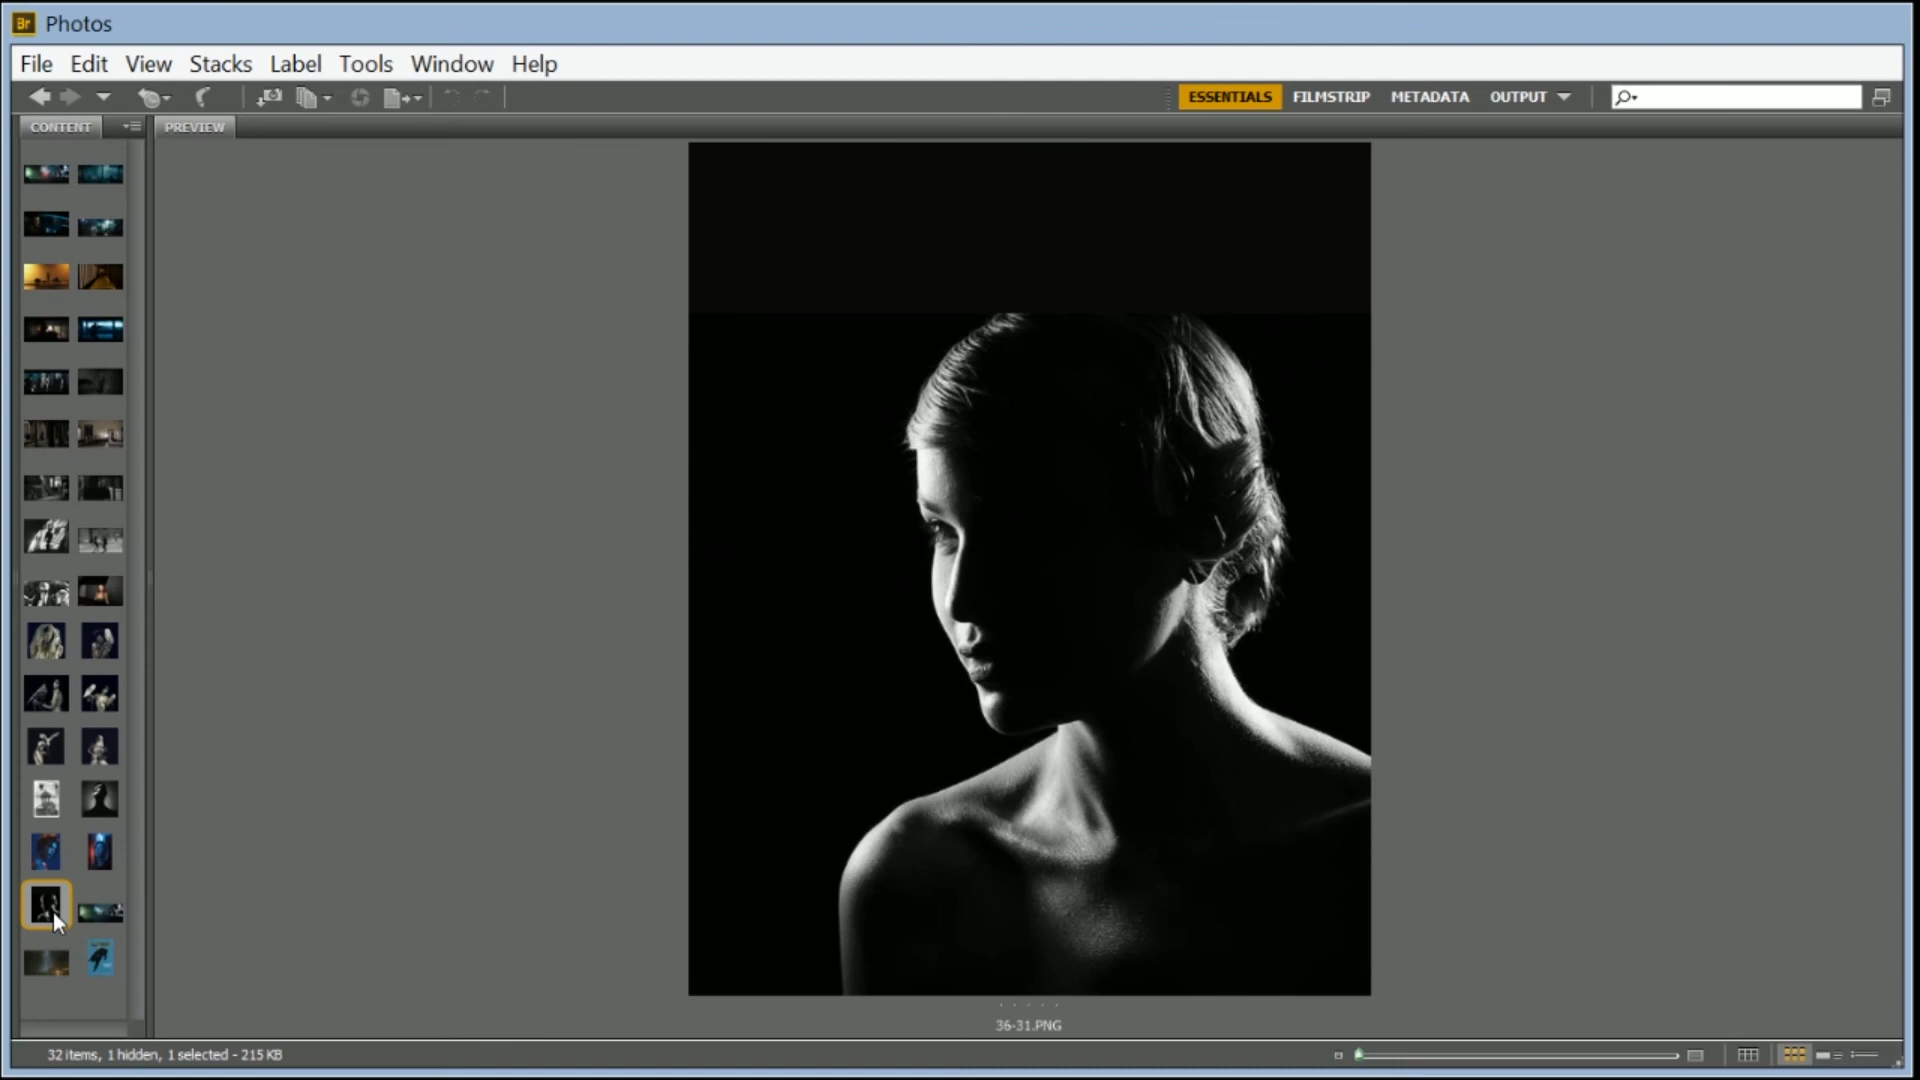 Br Photos
File Edit View Stacks Label Tools Window Help
ESSENTIALS FILMSTRIP METADATA OUTPUT
CONTENT PREVIEW
36-31.PNG
32 items, 1 hidden, 1 selected - 215 KB